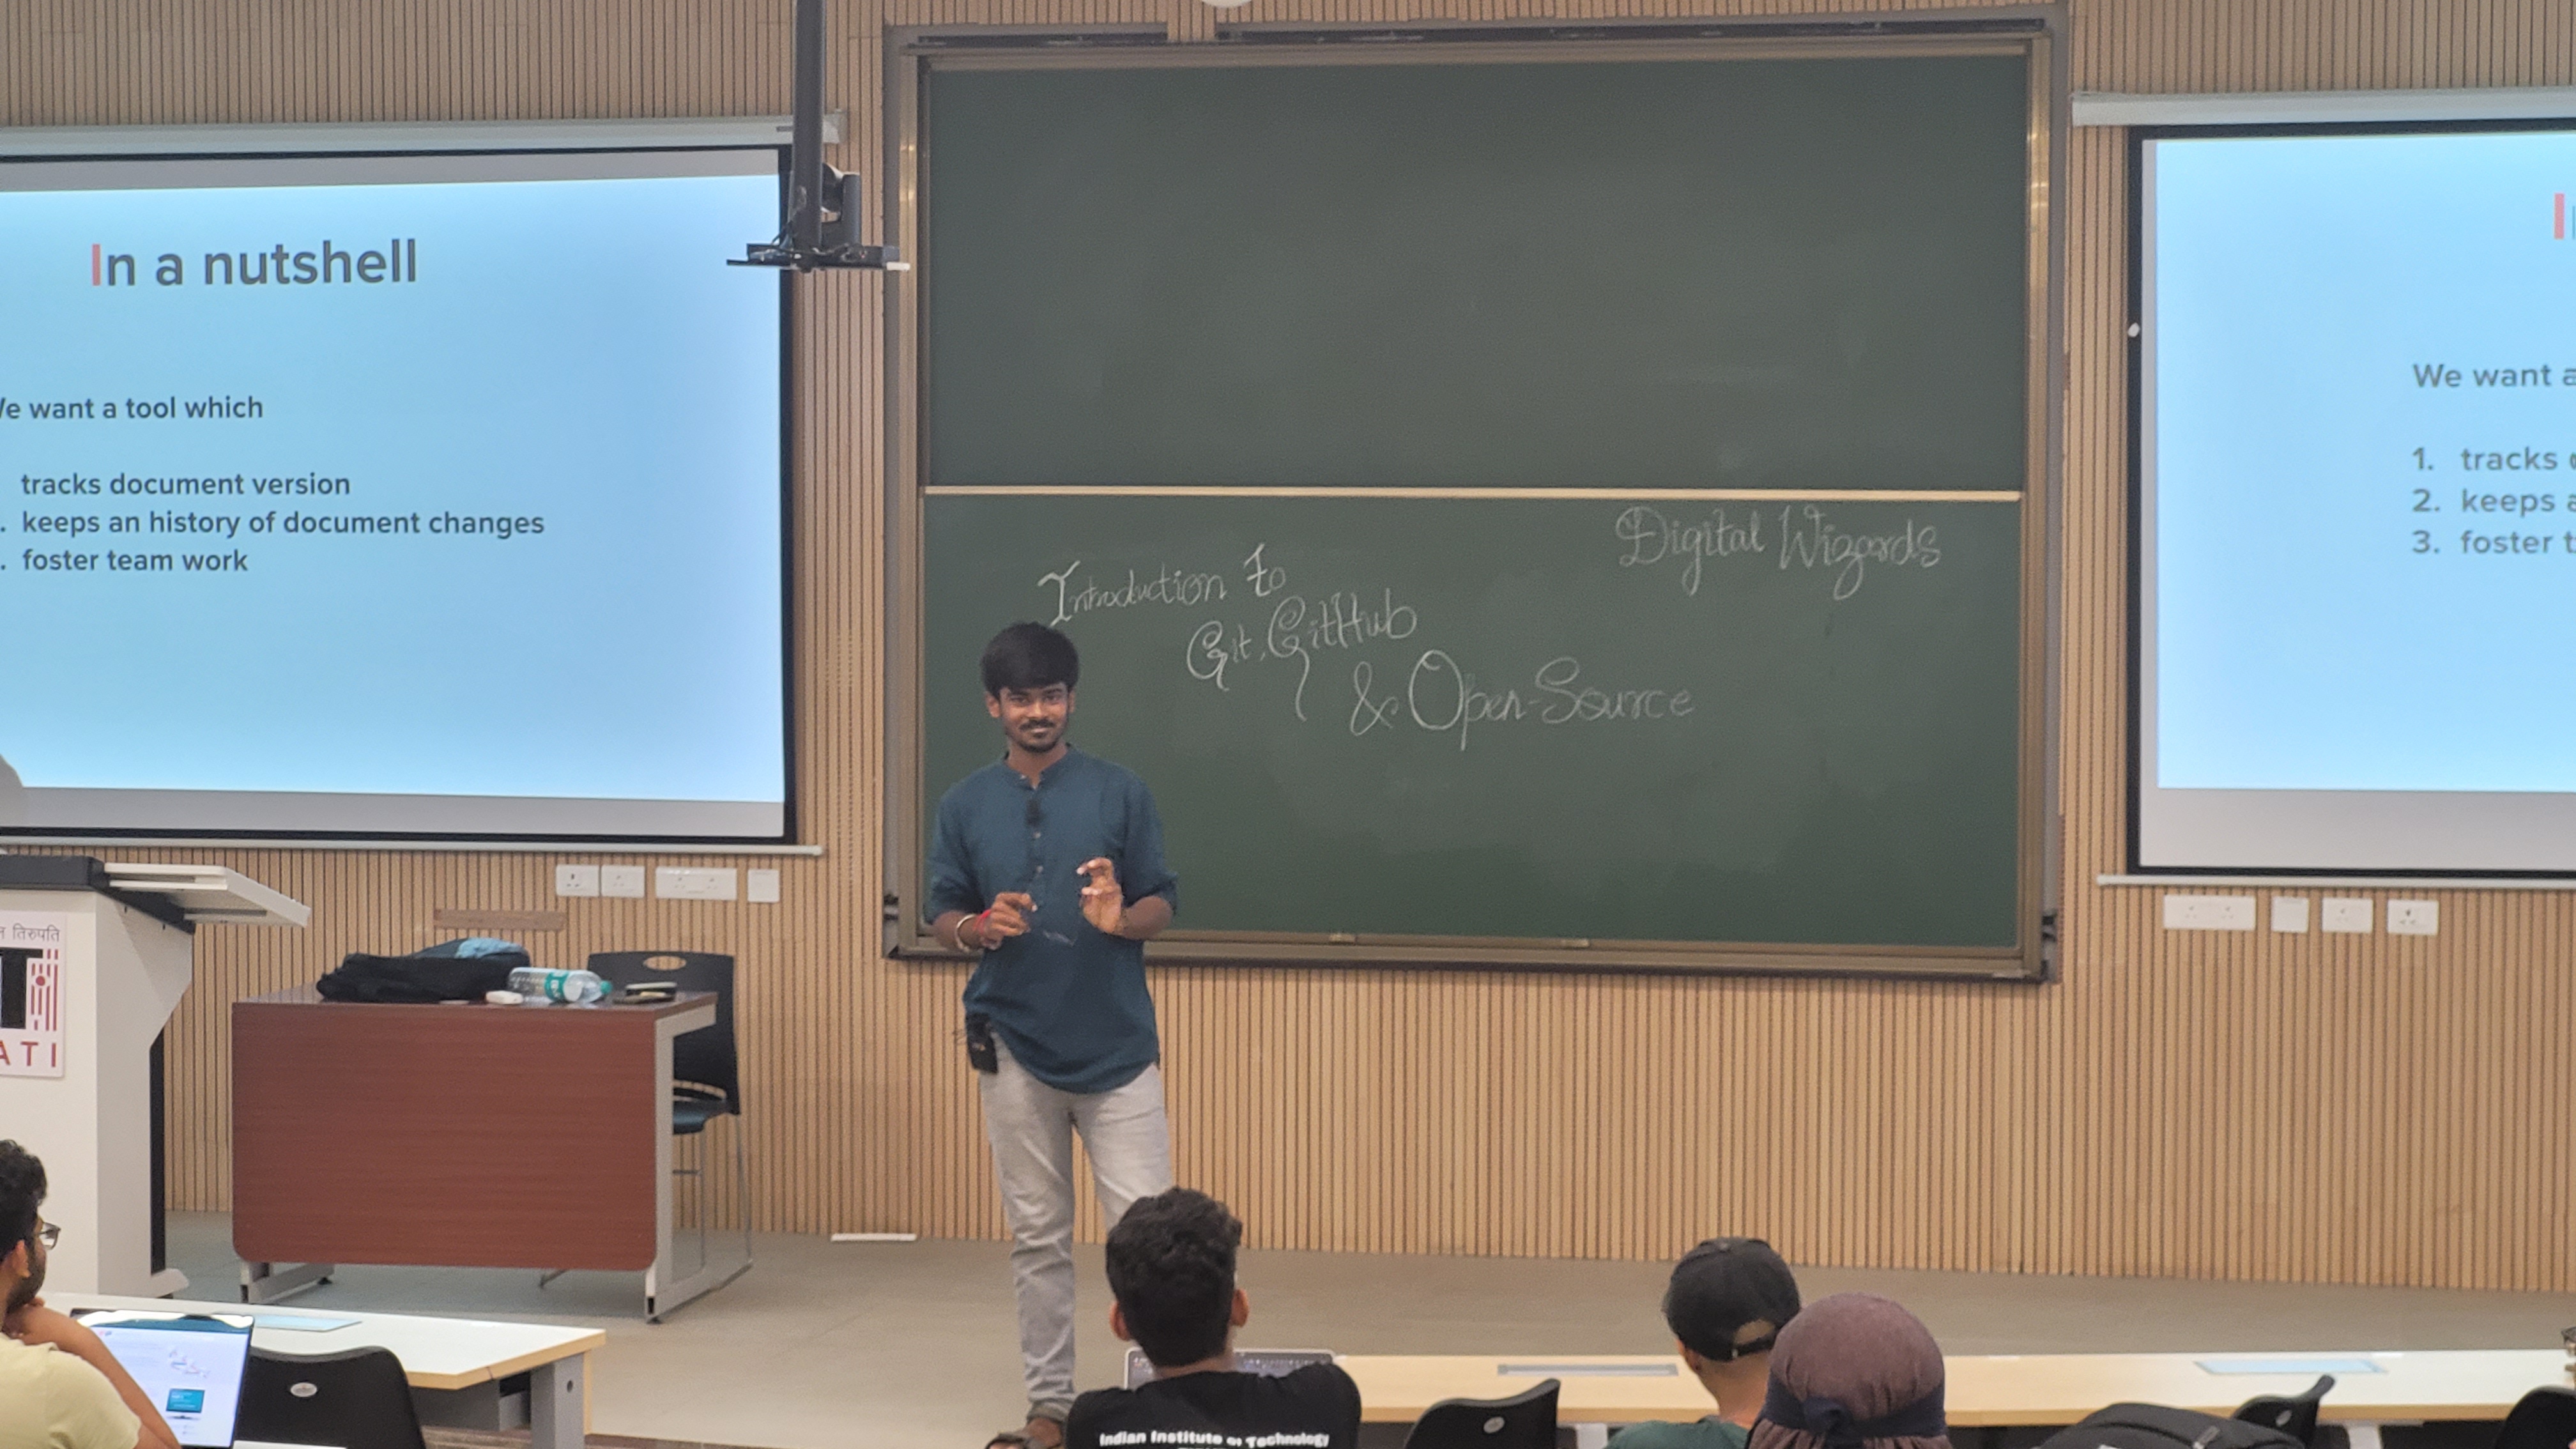 In a nutshell
We want a tool which
tracks document version
. keeps an history of document changes
. foster team work
Digital Wizards
Introduction to
Git, GitHub
& Open-Source
We want a
1. tracks
2. keeps a
3. foster t
तिरुपति
T
ATI
Indian Institute of Technology